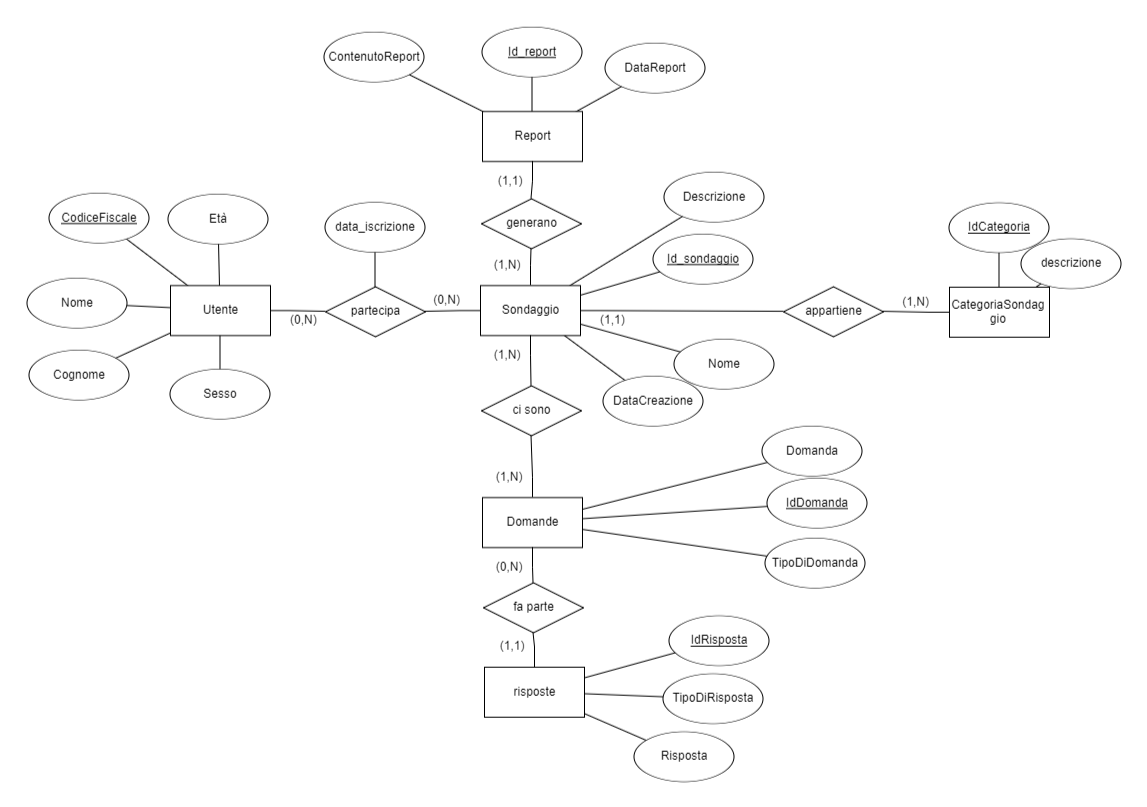 ContenutoReport
Id_report
DataReport
Report
(1,1)
generano
(1,N)
Descrizione
Id_sondaggio
CodiceFiscale
Età
data_iscrizione
IdCategoria
descrizione
Nome
Utente
(0,N)
partecipa
(0,N)
Sondaggio
(1,1)
appartiene
(1,N)
CategoriaSondag
gio
Cognome
Sesso
(1,N)
Nome
DataCreazione
ci sono
(1,N)
Domanda
IdDomanda
Domande
TipoDiDomanda
(0,N)
fa parte
(1,1)
IdRisposta
risposte
TipoDiRisposta
Risposta